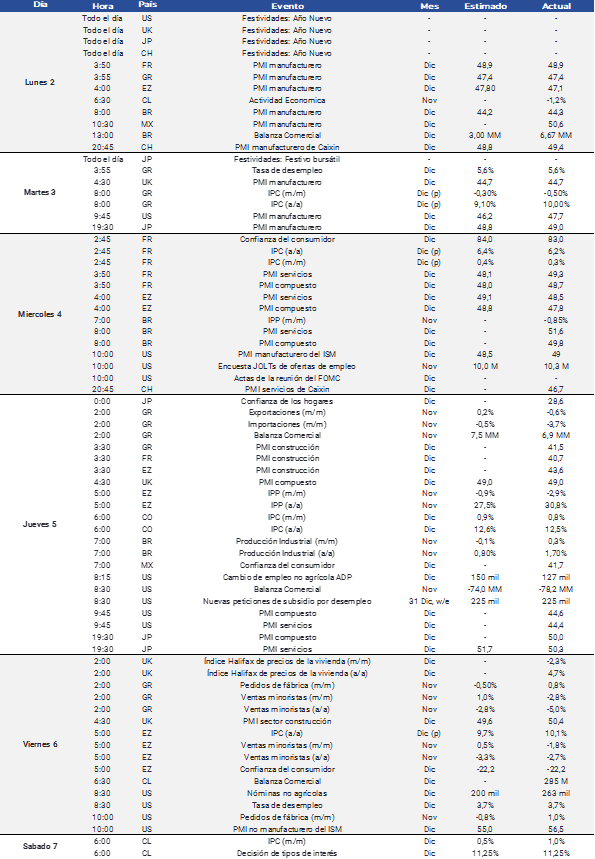 Día País
Hora Evento Mes Estimado Actual
Todo el día US Festividades: Año Nuevo - - -
Todo el día UK Festividades: Año Nuevo - - -
Todo el día JP Festividades: Año Nuevo - - -
Todo el día CH Festividades: Año Nuevo - - -
3:50 FR PMI manufacturero Dic 48,9 48,9
Lunes 2
3:55 GR PMI manufacturero Dic 47,4 47,4
4:00 EZ PMI manufacturero Dic 47,80 47,1
6:30 CL Actividad Economica Nov - -1,2%
8:00 BR PMI manufacturero Dic 44,2 44,3
10:30 MX PMI manufacturero Dic - 50,6
13:00 BR Balanza Comercial Dic 3,00 MM 6,67 MM
20:45 CH PMI manufacturero de Caixin Dic 48,8 49,4
Todo el día JP Festividades: Festivo bursátil - - -
3:55 GR Tasa de desempleo Dic 5,6% 5,6%
4:30 UK PMI manufacturero Dic 44,7 44,7
Martes 3 8:00 GR IPC (m/m) Dic (p) -0,30% -0,50%
8:00 GR IPC (a/a) Dic (p) 9,10% 10,00%
9:45 US PMI manufacturero Dic 46,2 47,7
19:30 JP PMI manufacturero Dic 48,8 49,0
2:45 FR Confianza del consumidor Dic 84,0 83,0
2:45 FR IPC (a/a) Dic (p) 6,4% 6,2%
2:45 FR IPC (m/m) Dic (p) 0,4% 0,3%
3:50 FR PMI servicios Dic 48,1 49,3
3:50 FR PMI compuesto Dic 48,0 48,7
4:00 EZ PMI servicios Dic 49,1 48,5
4:00 EZ PMI compuesto Dic 48,8 47,8
Miercoles 4
7:00 BR IPP (m/m) Nov - -0,85%
8:00 BR PMI servicios Dic - 51,6
8:00 BR PMI compuesto Dic - 49,8
10:00 US PMI manufacturero del ISM Dic 48,5 49
10:00 US Encuesta JOLTs de ofertas de empleo Nov 10,0 M 10,3 M
10:00 US Actas de la reunión del FOMC Dic - -
20:45 CH PMI servicios de Caixin Dic - 46,7
0:00 JP Confianza de los hogares Dic - 28,6
2:00 GR Exportaciones (m/m) Nov 0,2% -0,6%
2:00 GR Importaciones (m/m) Nov -0,5% -3,7%
2:00 GR Balanza Comercial Nov 7,5 MM 6,9 MM
3:30 GR PMI construcción Dic - 41,5
3:30 FR PMI construcción Dic - 40,7
3:30 EZ PMI construcción Dic - 43,6
4:30 UK PMI compuesto Dic 49,0 49,0
5:00 EZ IPP (m/m) Nov -0,9% -2,9%
5:00 EZ IPP (a/a) Nov 27,5% 30,8%
6:00 CO IPC (m/m) Dic 0,9% 0,8%
Jueves 5
6:00 CO IPC (a/a) Dic 12,6% 12,5%
7:00 BR Producción Industrial (m/m) Nov -0,1% 0,3%
7:00 BR Producción Industrial (a/a) Nov 0,80% 1,70%
7:00 MX Confianza del consumidor Dic - 41,7
8:15 US Cambio de empleo no agrícola ADP Dic 150 mil 127 mil
8:30 US Balanza Comercial Nov -74,0 MM -78,2 MM
8:30 US Nuevas peticiones de subsidio por desempleo 31 Dic, w/e 225 mil 225 mil
9:45 US PMI compuesto Dic - 44,6
9:45 US PMI servicios Dic - 44,4
19:30 JP PMI compuesto Dic - 50,0
19:30 JP PMI servicios Dic 51,7 50,3
2:00 UK Índice Halifax de precios de la vivienda (m/m) Dic - -2,3%
2:00 UK Índice Halifax de precios de la vivienda (a/a) Dic - 4,7%
2:00 GR Pedidos de fábrica (m/m) Nov -0,50% 0,8%
2:00 GR Ventas minoristas (m/m) Nov 1,0% -2,8%
2:00 GR Ventas minoristas (a/a) Nov -2,8% -5,0%
4:30 UK PMI sector construcción Dic 49,6 50,4
5:00 EZ IPC (a/a) Dic (p) 9,7% 10,1%
Viernes 6
5:00 EZ Ventas minoristas (m/m) Nov 0,5% -1,8%
5:00 EZ Ventas minoristas (a/a) Nov -3,3% -2,7%
5:00 EZ Confianza del consumidor Dic -22,2 -22,2
6:30 CL Balanza Comercial Dic 285 M
8:30 US Nóminas no agrícolas Dic 200 mil 263 mil
8:30 US Tasa de desempleo Dic 3,7% 3,7%
10:00 US Pedidos de fábrica (m/m) Nov -0,8% 1,0%
10:00 US PMI no manufacturero del ISM Dic 55,0 56,5
6:00 CL IPC (m/m) Dic 0,5% 1,0%
Sabado 7
6:00 CL Decisión de tipos de interés Dic 11,25% 11,25%